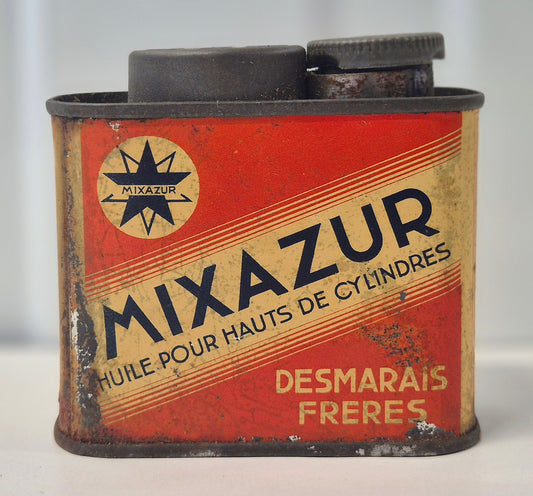 MIXAZUR
MIXAZUR
HUILE POUR HAUTS DE CYLINDRES
DESMARAIS
FRERES